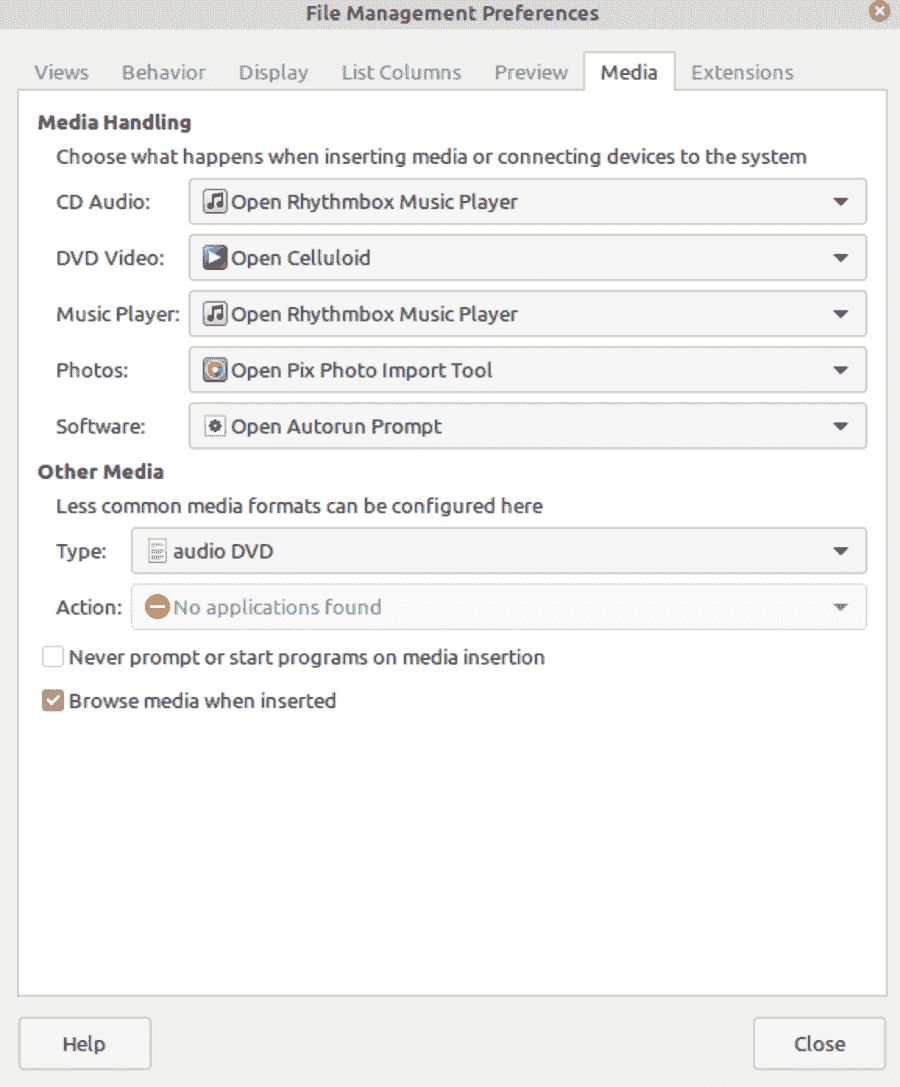 File Management Preferences
Views Behavior Display List Columns Preview Media Extensions
Media Handling
Choose what happens when inserting media or connecting devices to the system
CD Audio: Open Rhythmbox Music Player
DVD Video: Open Celluloid
Music Player: Open Rhythmbox Music Player
Photos: Open Pix Photo Import Tool
Software: Open Autorun Prompt
Other Media
Less common media formats can be configured here
Type: audio DVD
Action: No applications found
Never prompt or start programs on media insertion
Browse media when inserted
Help Close